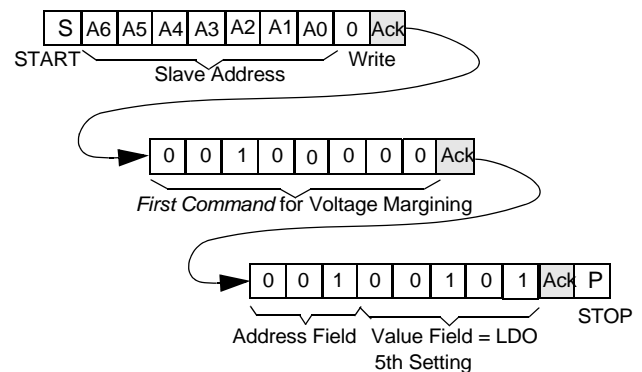 S A6 A5 A4 A3 A2 A1 A0 0 Ack
START Slave Address Write
0 0 1 0 0 0 0 0 Ack
First Command for Voltage Margining
0 0 1 0 0 1 0 1 Ack P
STOP
Address Field Value Field = LDO
5th Setting